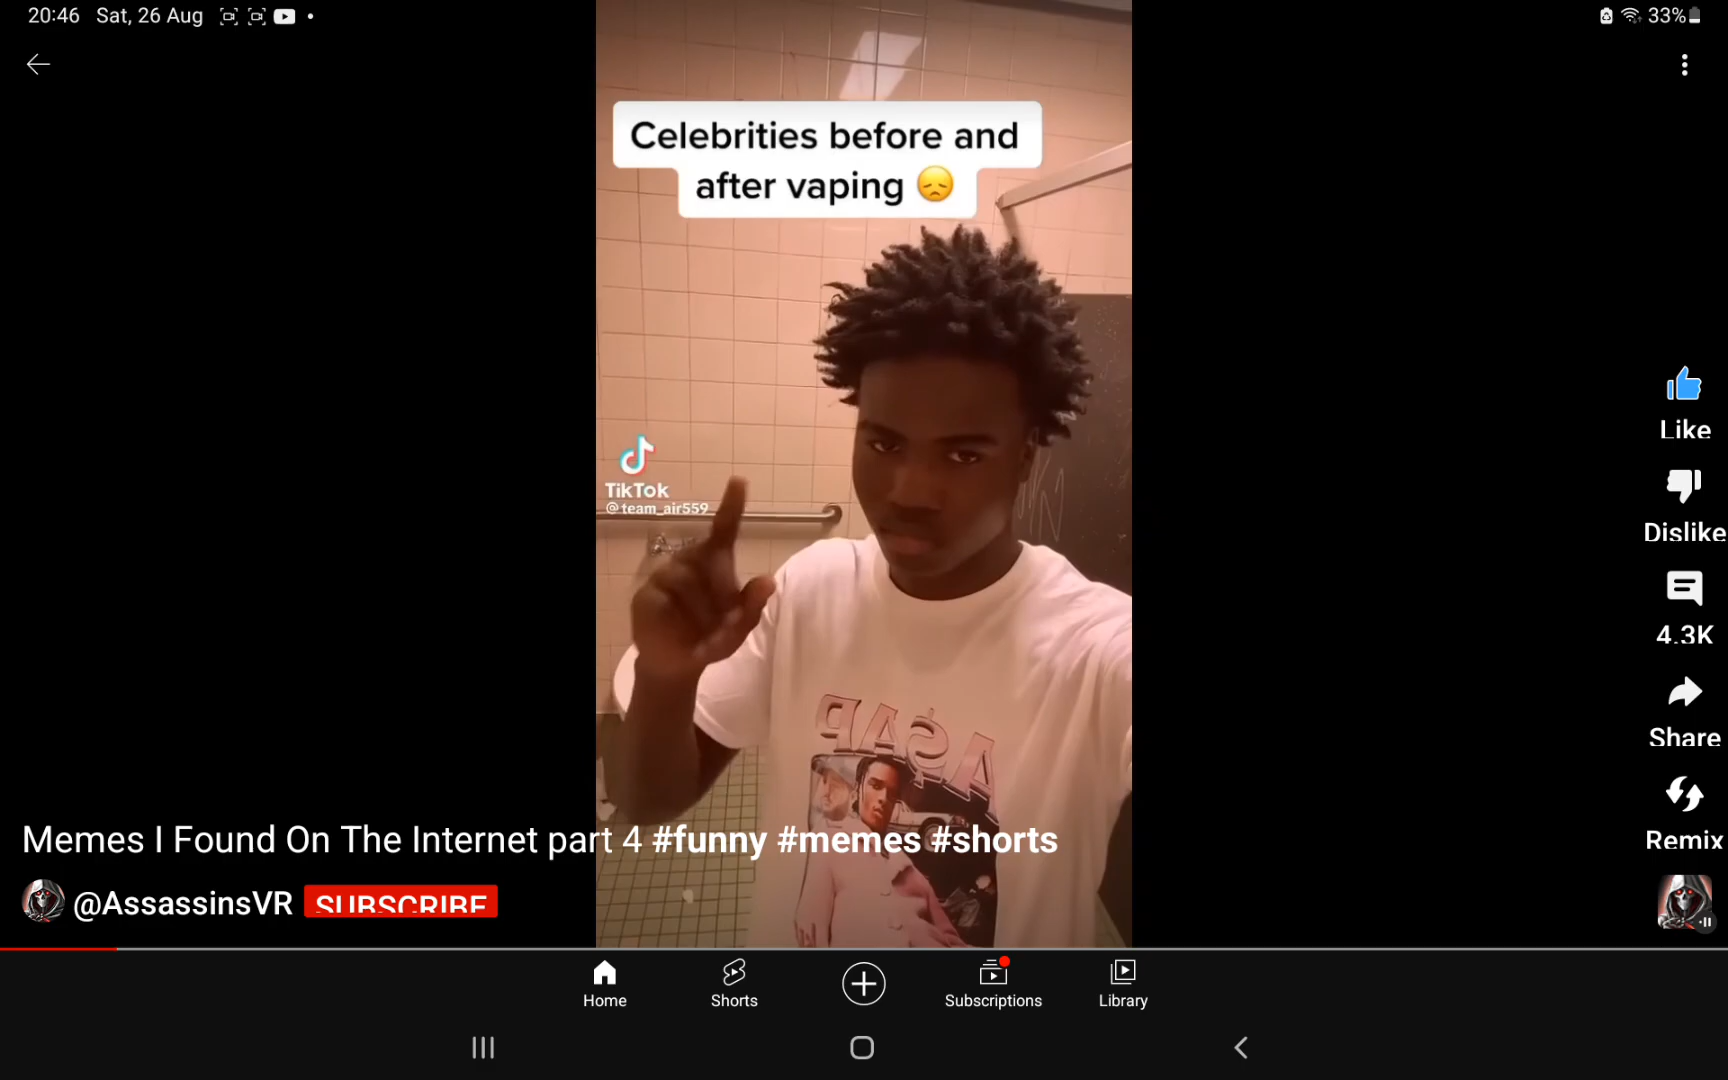 20:46 Sat, 26 Aug
33%
Celebrities before and
after vaping 😞
TikTok
@team_air559
A$AP
Like
Dislike
4.3K
Share
Remix
Memes I Found On The Internet part 4 #funny #memes #shorts
@AssassinsVR SUBSCRIBE
Home
Shorts
Subscriptions
Library